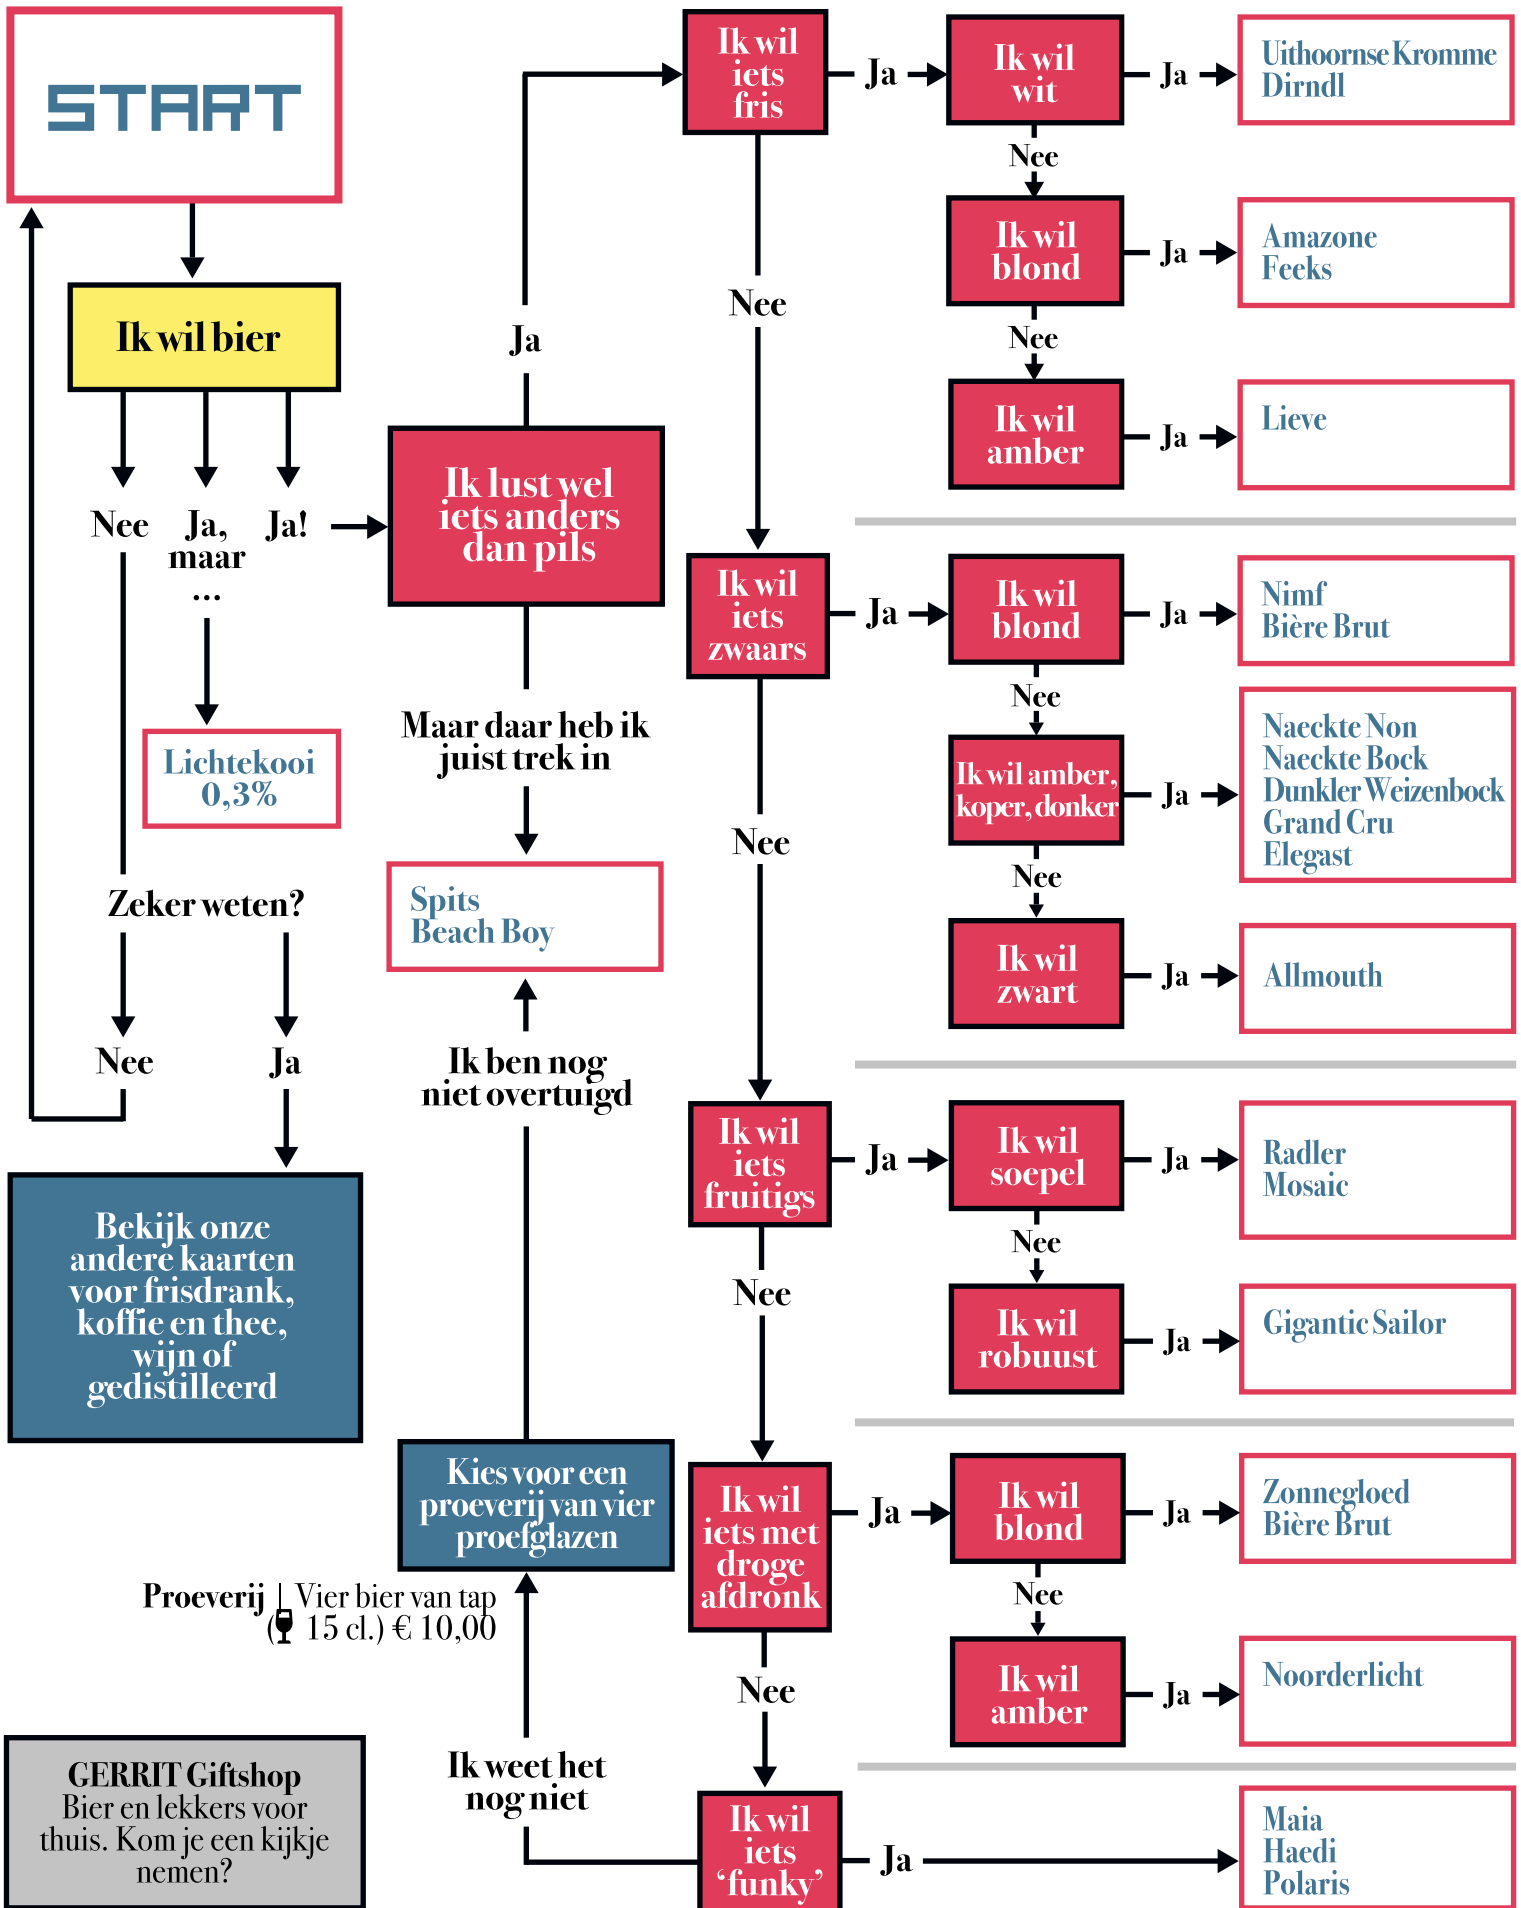 START
Ik wil bier
Nee
Ja,
maar
...
Ja!
Lichtekooi
0,3%
Zeker weten?
Nee
Ja
Bekijk onze
andere kaarten
voor frisdrank,
koffie en thee,
wijn of
gedistilleerd
Ik lust wel
iets anders
dan pils
Ja
Maar daar heb ik
juist trek in
Spits
Beach Boy
Ik ben nog
niet overtuigd
Kies voor een
proeverij van vier
proefglazen
Proeverij | Vier bier van tap
( 15 cl.) € 10,00
Ik weet het
nog niet
GERRIT Giftshop
Bier en lekkers voor
thuis. Kom je een kijkje
nemen?
Ik wil
iets
fris
Ja
Ik wil
wit
Ja
Uithoornse Kromme
Dirndl
Nee
Ik wil
blond
Ja
Amazone
Feeks
Nee
Ik wil
amber
Ja
Lieve
Nee
Ik wil
iets
zwaars
Ja
Ik wil
blond
Ja
Nimf
Bière Brut
Nee
Ik wil amber,
koper, donker
Ja
Naeckte Non
Naeckte Bock
Dunkler Weizenbock
Grand Cru
Elegast
Nee
Ik wil
zwart
Ja
Allmouth
Nee
Ik wil
iets
fruitigs
Ja
Ik wil
soepel
Ja
Radler
Mosaic
Nee
Ik wil
robuust
Ja
Gigantic Sailor
Nee
Ik wil
iets met
droge
afdronk
Ja
Ik wil
blond
Ja
Zonnegloed
Bière Brut
Nee
Ik wil
amber
Ja
Noorderlicht
Nee
Ik wil
iets
‘funky’
Ja
Maia
Haedi
Polaris